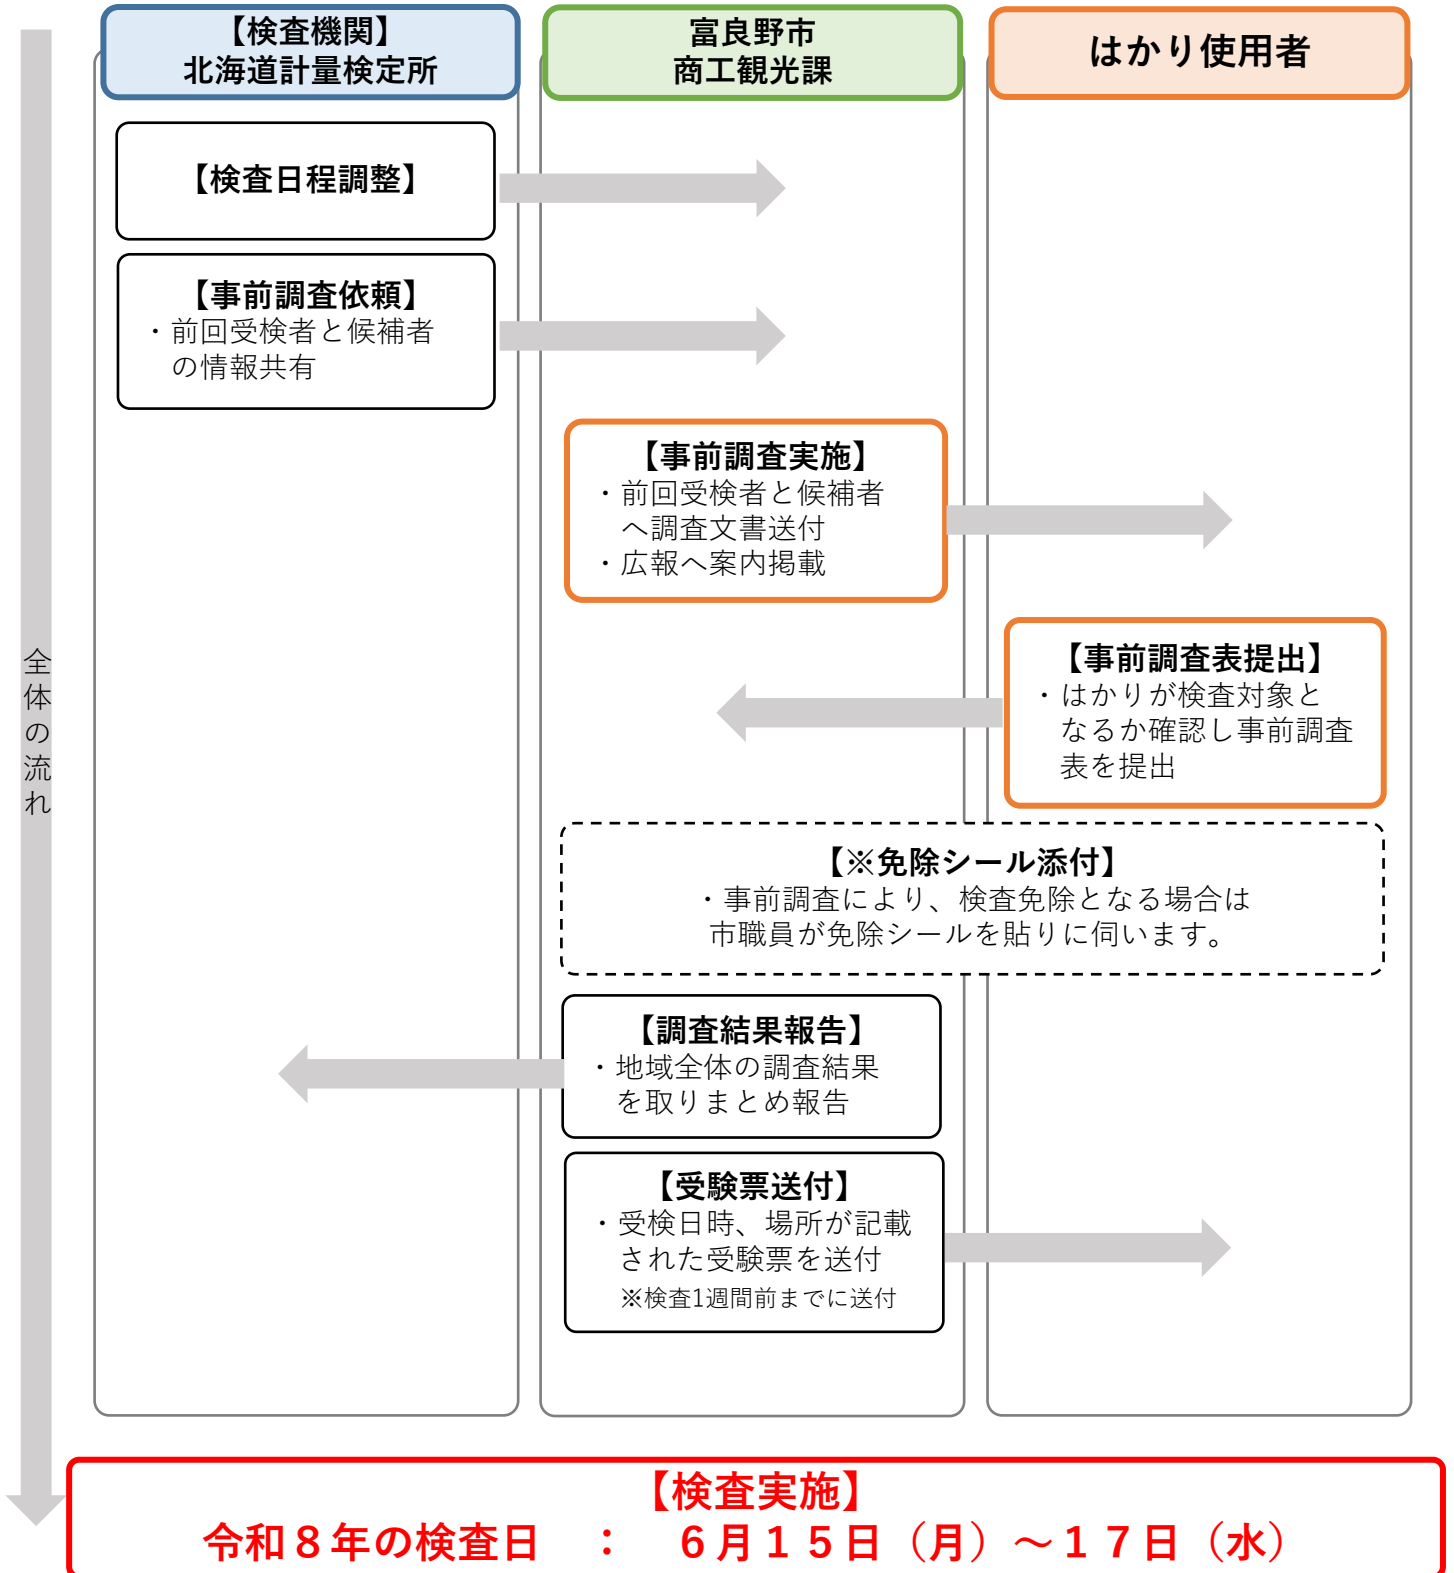 【検査機関】
北海道計量検定所
富良野市
商工観光課
はかり使用者
【検査日程調整】
【事前調査依頼】
・前回受検者と候補者
の情報共有
【事前調査実施】
・前回受検者と候補者
へ調査文書送付
・広報へ案内掲載
【事前調査表提出】
・はかりが検査対象と
なるか確認し事前調査
表を提出
全体の流れ
【※免除シール添付】
・事前調査により、検査免除となる場合は
市職員が免除シールを貼りに伺います。
【調査結果報告】
・地域全体の調査結果
を取りまとめ報告
【受験票送付】
・受検日時、場所が記載
された受験票を送付
※検査1週間前までに送付
【検査実施】
令和８年の検査日　：　６月１５日（月）～１７日（水）